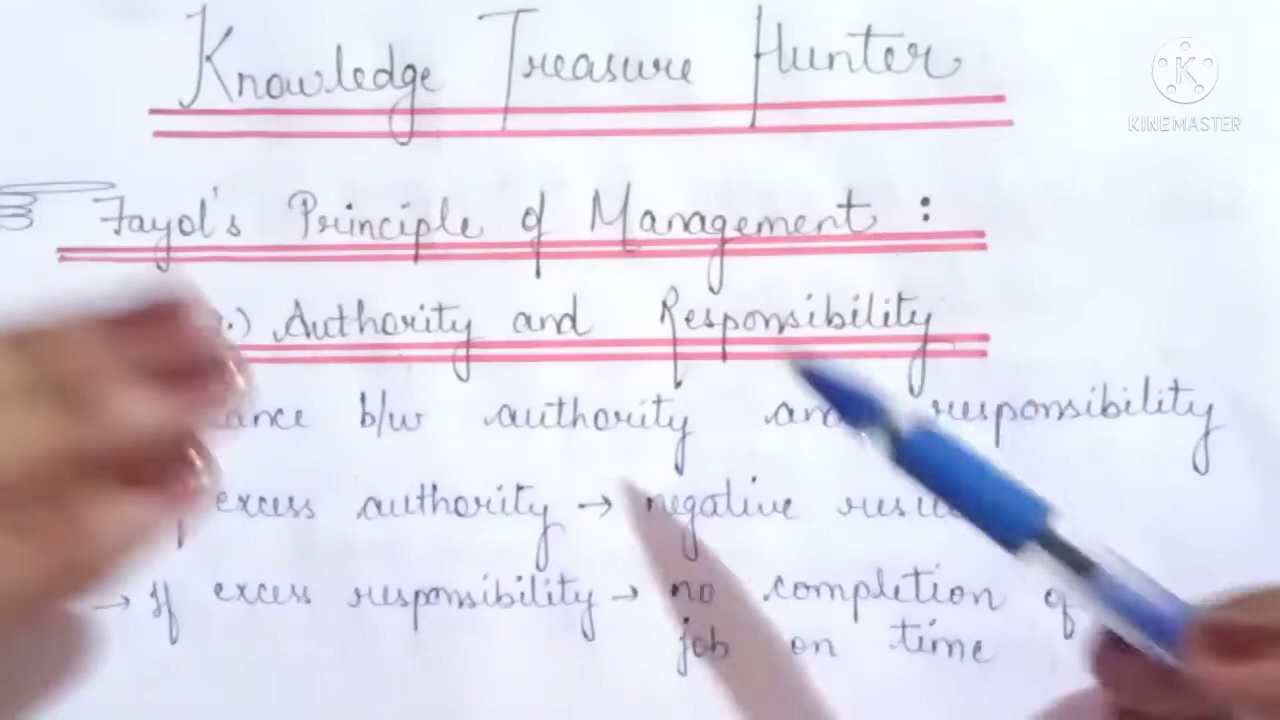 Knowledge Treasure Hunter
KINEMASTER
Fayol's Principle of Management :
Authority and Responsibility
b/w authority responsibility
excess authority → negative
→ If excess responsibility → no completion of
job on time